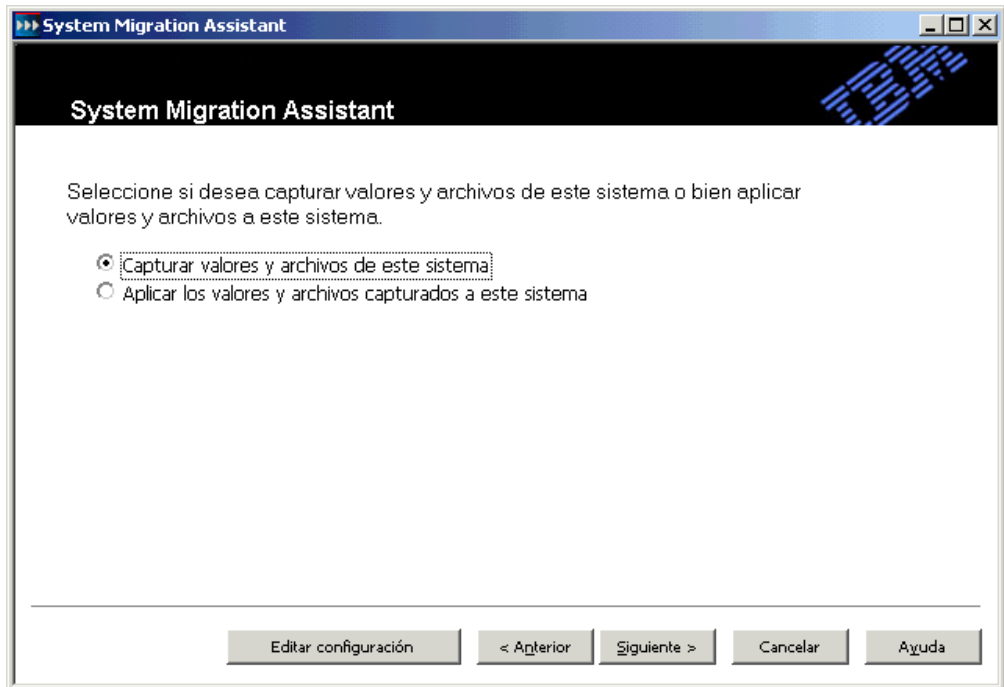 System Migration Assistant
IBM
System Migration Assistant
Seleccione si desea capturar valores y archivos de este sistema o bien aplicar
valores y archivos a este sistema.
Capturar valores y archivos de este sistema
Aplicar los valores y archivos capturados a este sistema
Editar configuración
< Anterior
Siguiente >
Cancelar
Ayuda